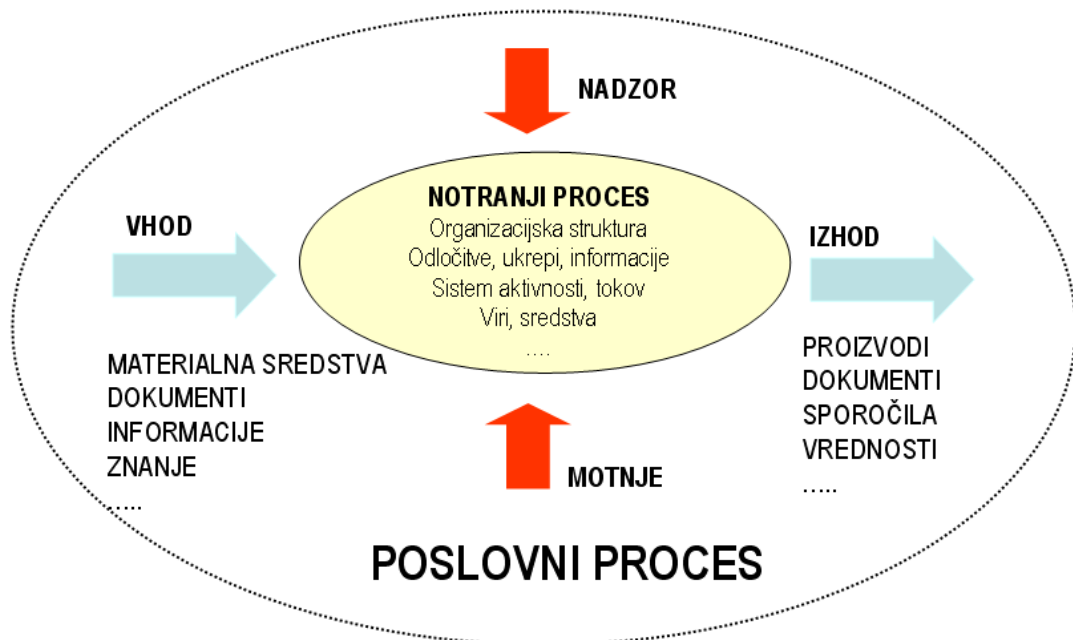 NADZOR
NOTRANJI PROCES
Organizacijska struktura
Odločitve, ukrepi, informacije
Sistem aktivnosti, tokov
Viri, sredstva
....
VHOD
MATERIALNA SREDSTVA
DOKUMENTI
INFORMACIJE
ZNANJE
.....
IZHOD
PROIZVODI
DOKUMENTI
SPOROČILA
VREDNOSTI
.....
MOTNJE
POSLOVNI PROCES